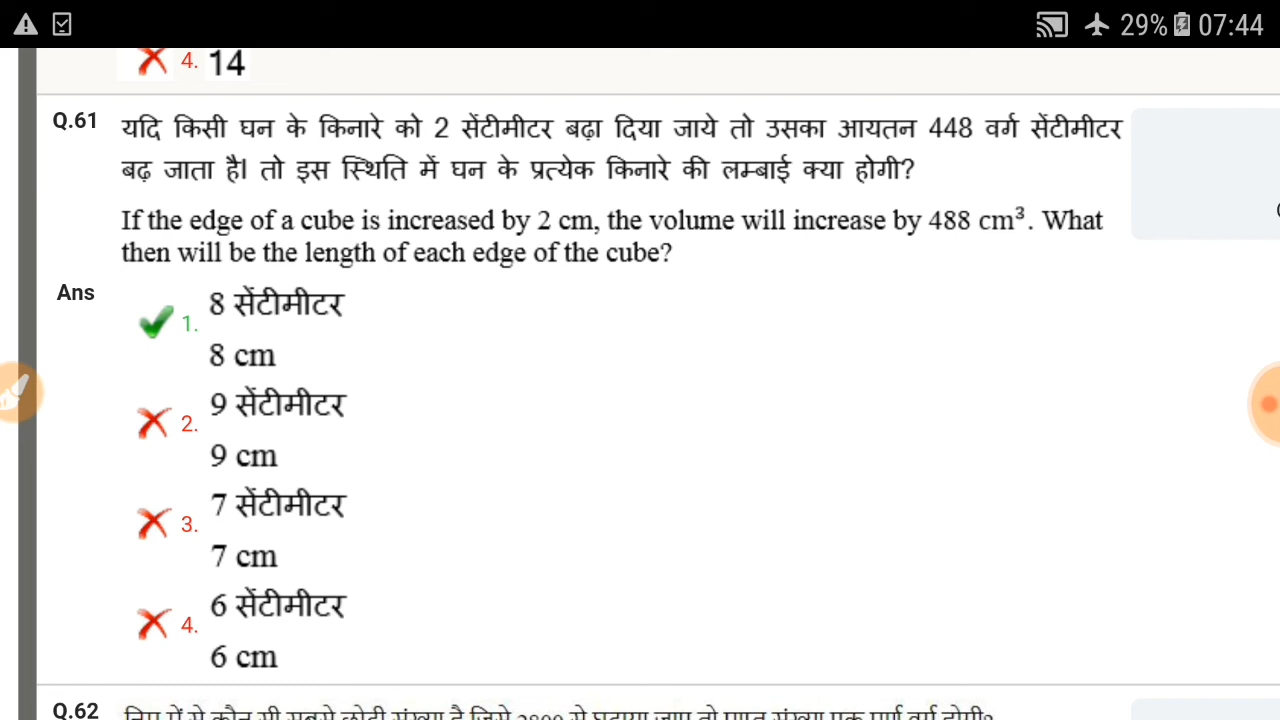 29% 07:44
4. 14
Q.61 यदि किसी घन के किनारे को 2 सेंटीमीटर बढ़ा दिया जाये तो उसका आयतन 448 वर्ग सेंटीमीटर
बढ़ जाता है। तो इस स्थिति में घन के प्रत्येक किनारे की लम्बाई क्या होगी?
If the edge of a cube is increased by 2 cm, the volume will increase by 488 cm³. What
then will be the length of each edge of the cube?
Ans
1. 8 सेंटीमीटर
8 cm
2. 9 सेंटीमीटर
9 cm
3. 7 सेंटीमीटर
7 cm
4. 6 सेंटीमीटर
6 cm
Q.62